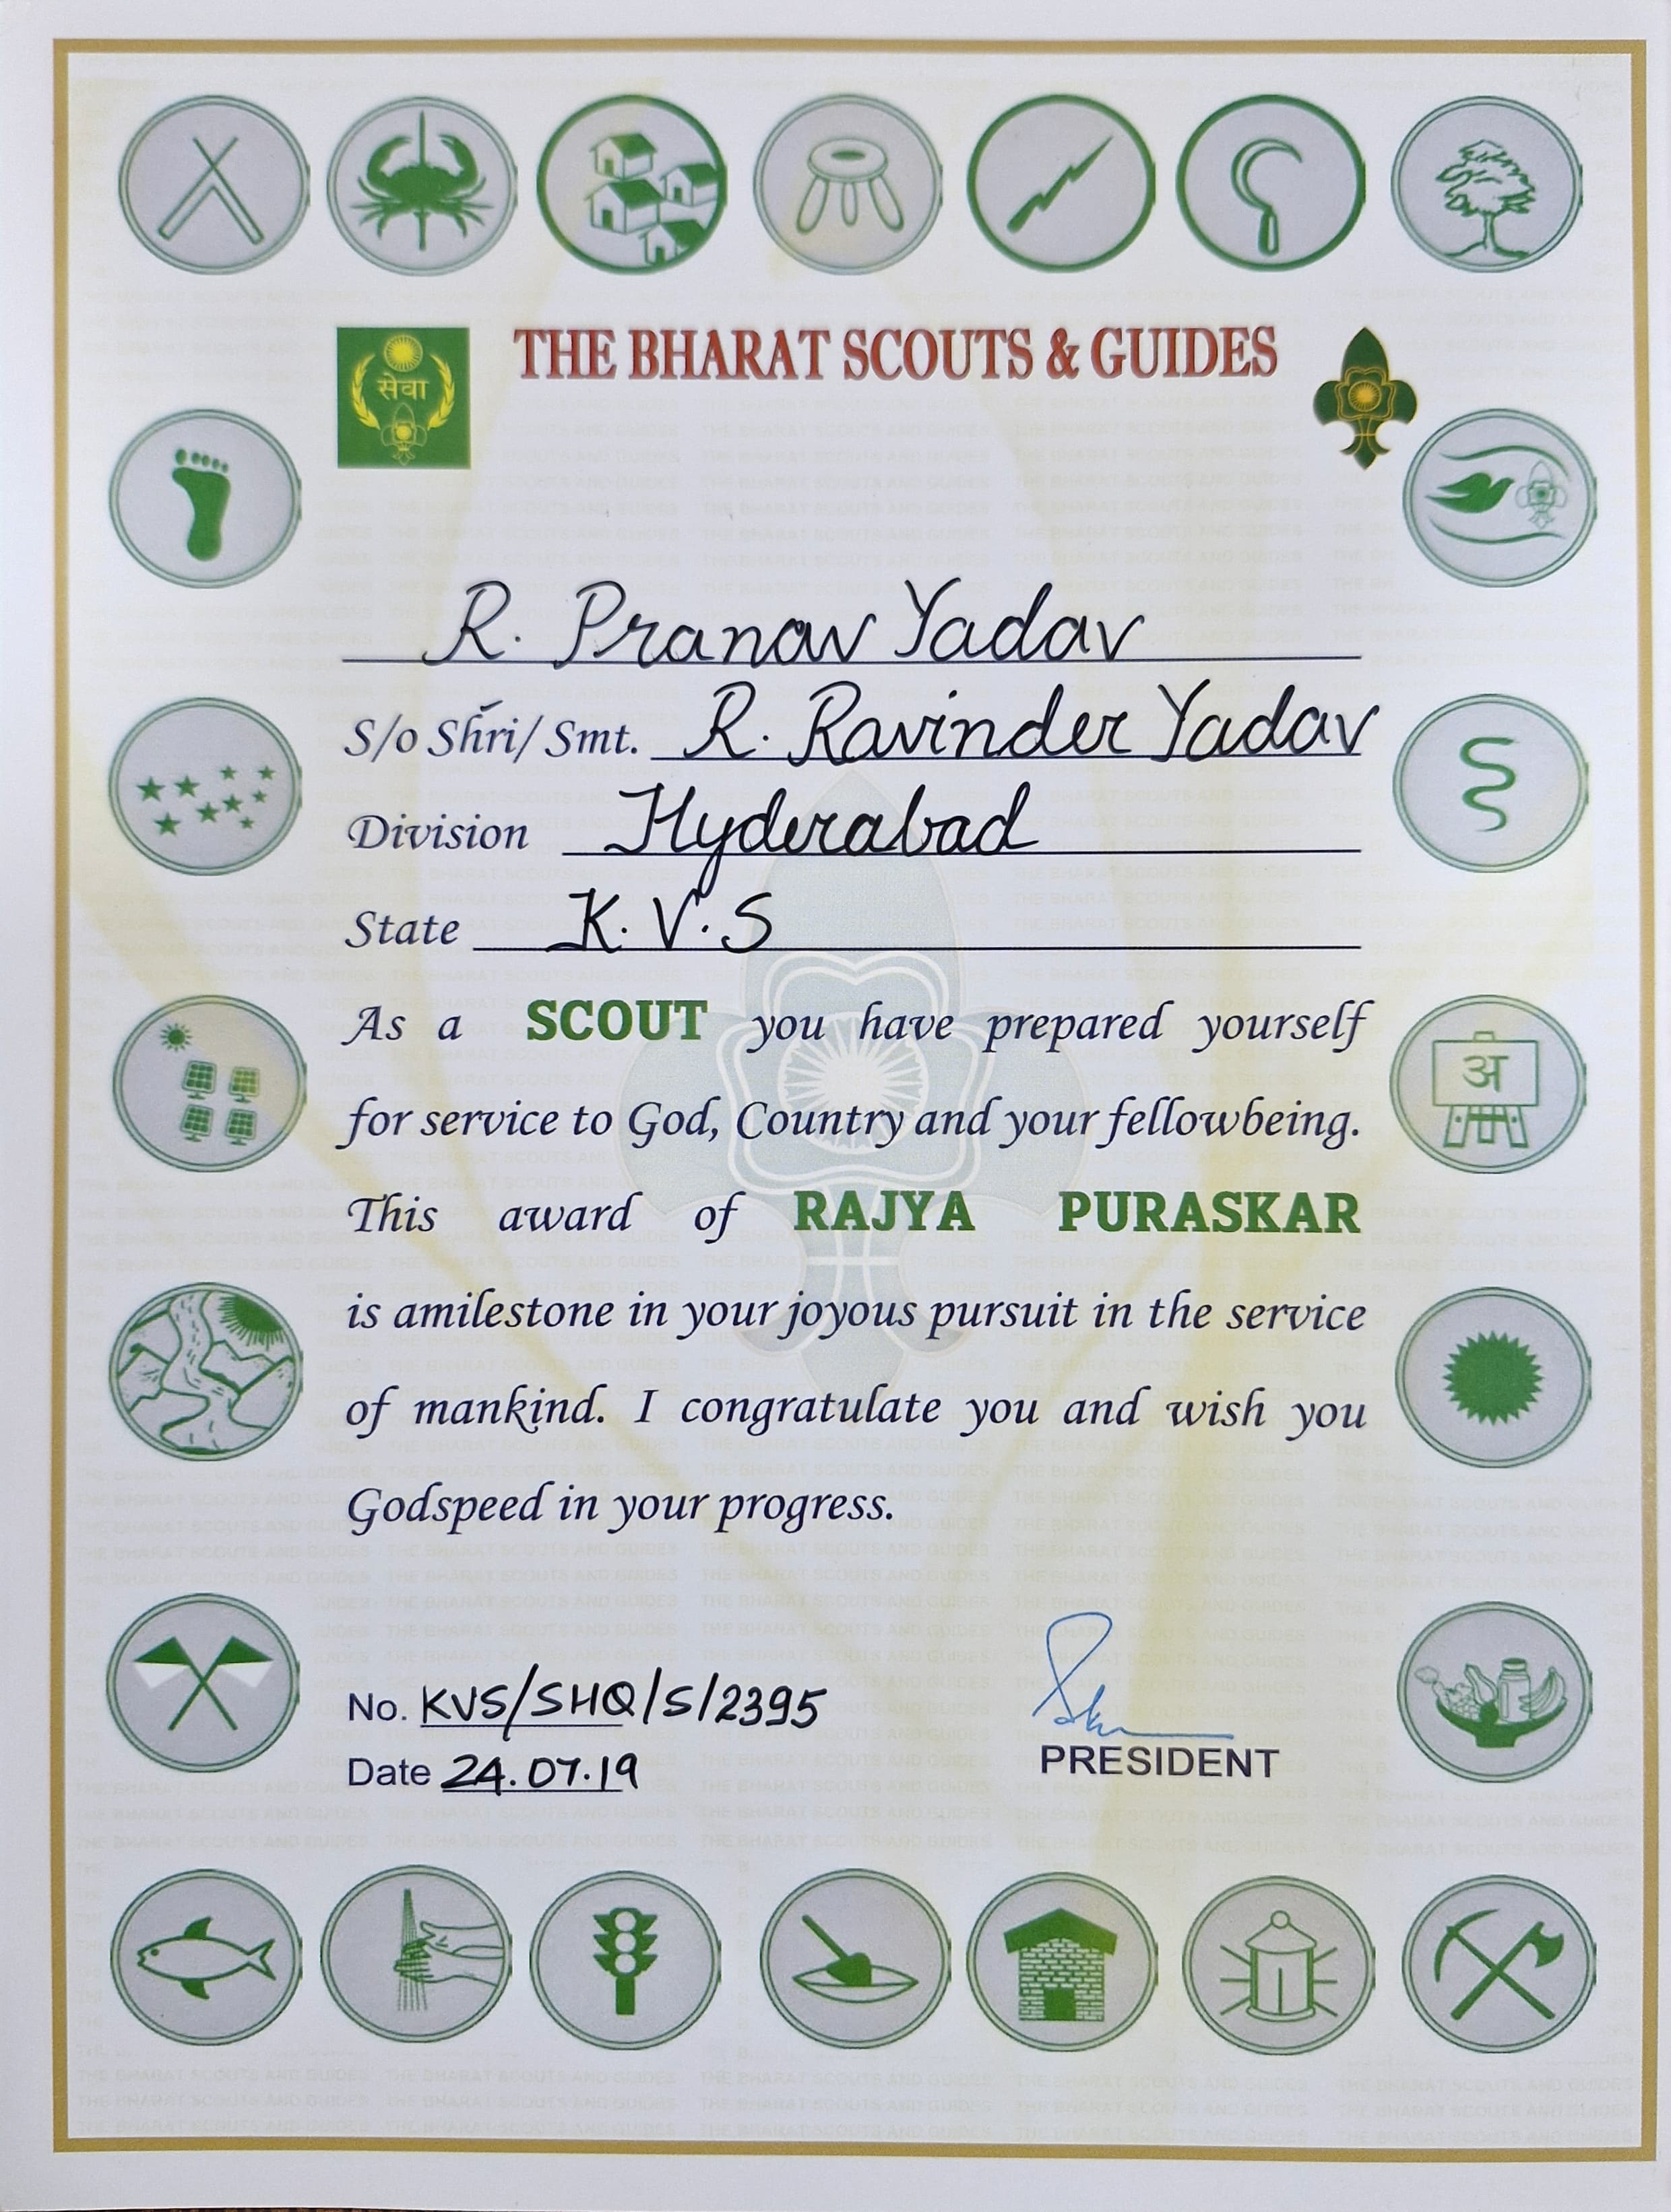 THE BHARAT SCOUTS & GUIDES
सेवा
R. Pranav Yadav
S/o Shri/ Smt. R. Ravinder Yadav
Division Hyderabad
State K.V.S
As a SCOUT you have prepared yourself
for service to God, Country and your fellowbeing.
अ
This award of RAJYA PURASKAR
is amilestone in your joyous pursuit in the service
of mankind. I congratulate you and wish you
Godspeed in your progress.
No. KVS/SHQ/S/2395
Date 24.07.19
PRESIDENT